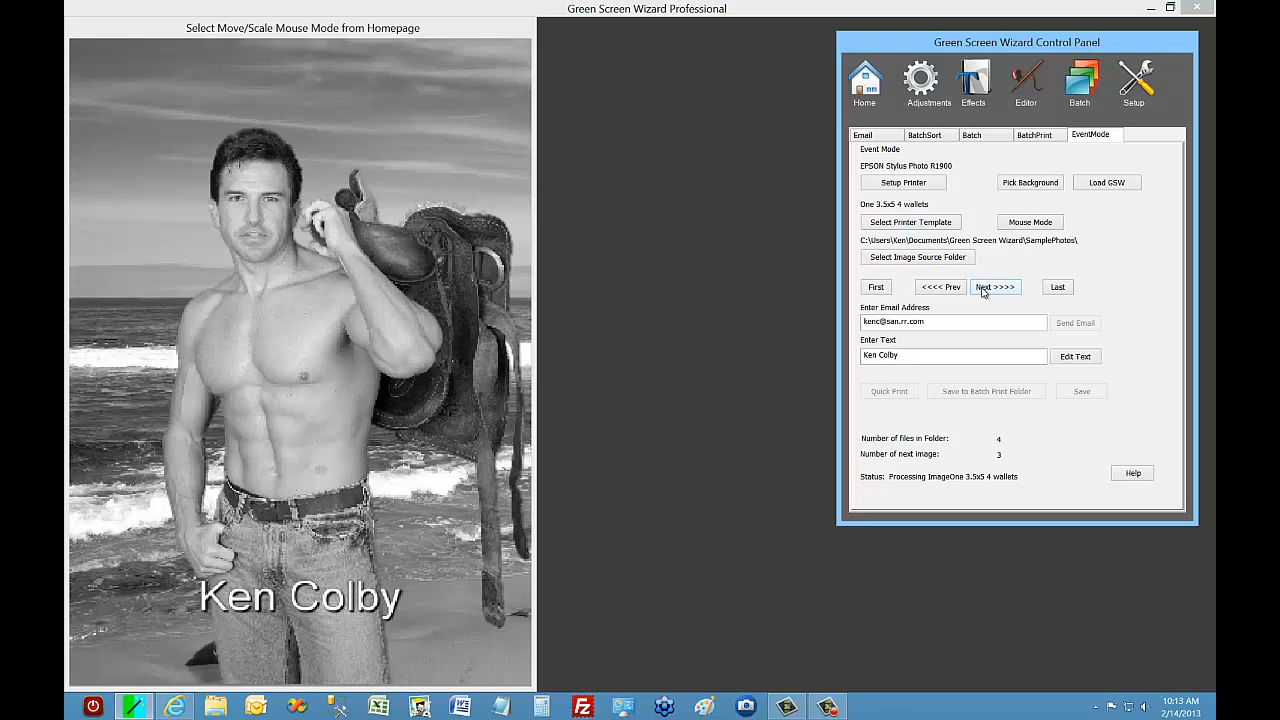 Green Screen Wizard Professional
Select Move/Scale Mouse Mode from Homepage
Green Screen Wizard Control Panel
Home Adjustments Effects Editor Batch Setup
Email BatchSort Batch BatchPrint EventMode
Event Mode
EPSON Stylus Photo R1900
Setup Printer Pick Background Load GSW
One 3.5x5 4 wallets
Select Printer Template Mouse Mode
C:\Users\Ken\Documents\Green Screen Wizard\SamplePhotos\
Select Image Source Folder
First <<<< Prev Next >>>> Last
Enter Email Address
kenc@san.rr.com Send Email
Enter Text
Ken Colby Edit Text
Quick Print Save to Batch Print Folder Save
Number of files in Folder: 4
Number of next image: 3
Status: Processing ImageOne 3.5x5 4 wallets
Help
Ken Colby
10:13 AM
2/14/2013